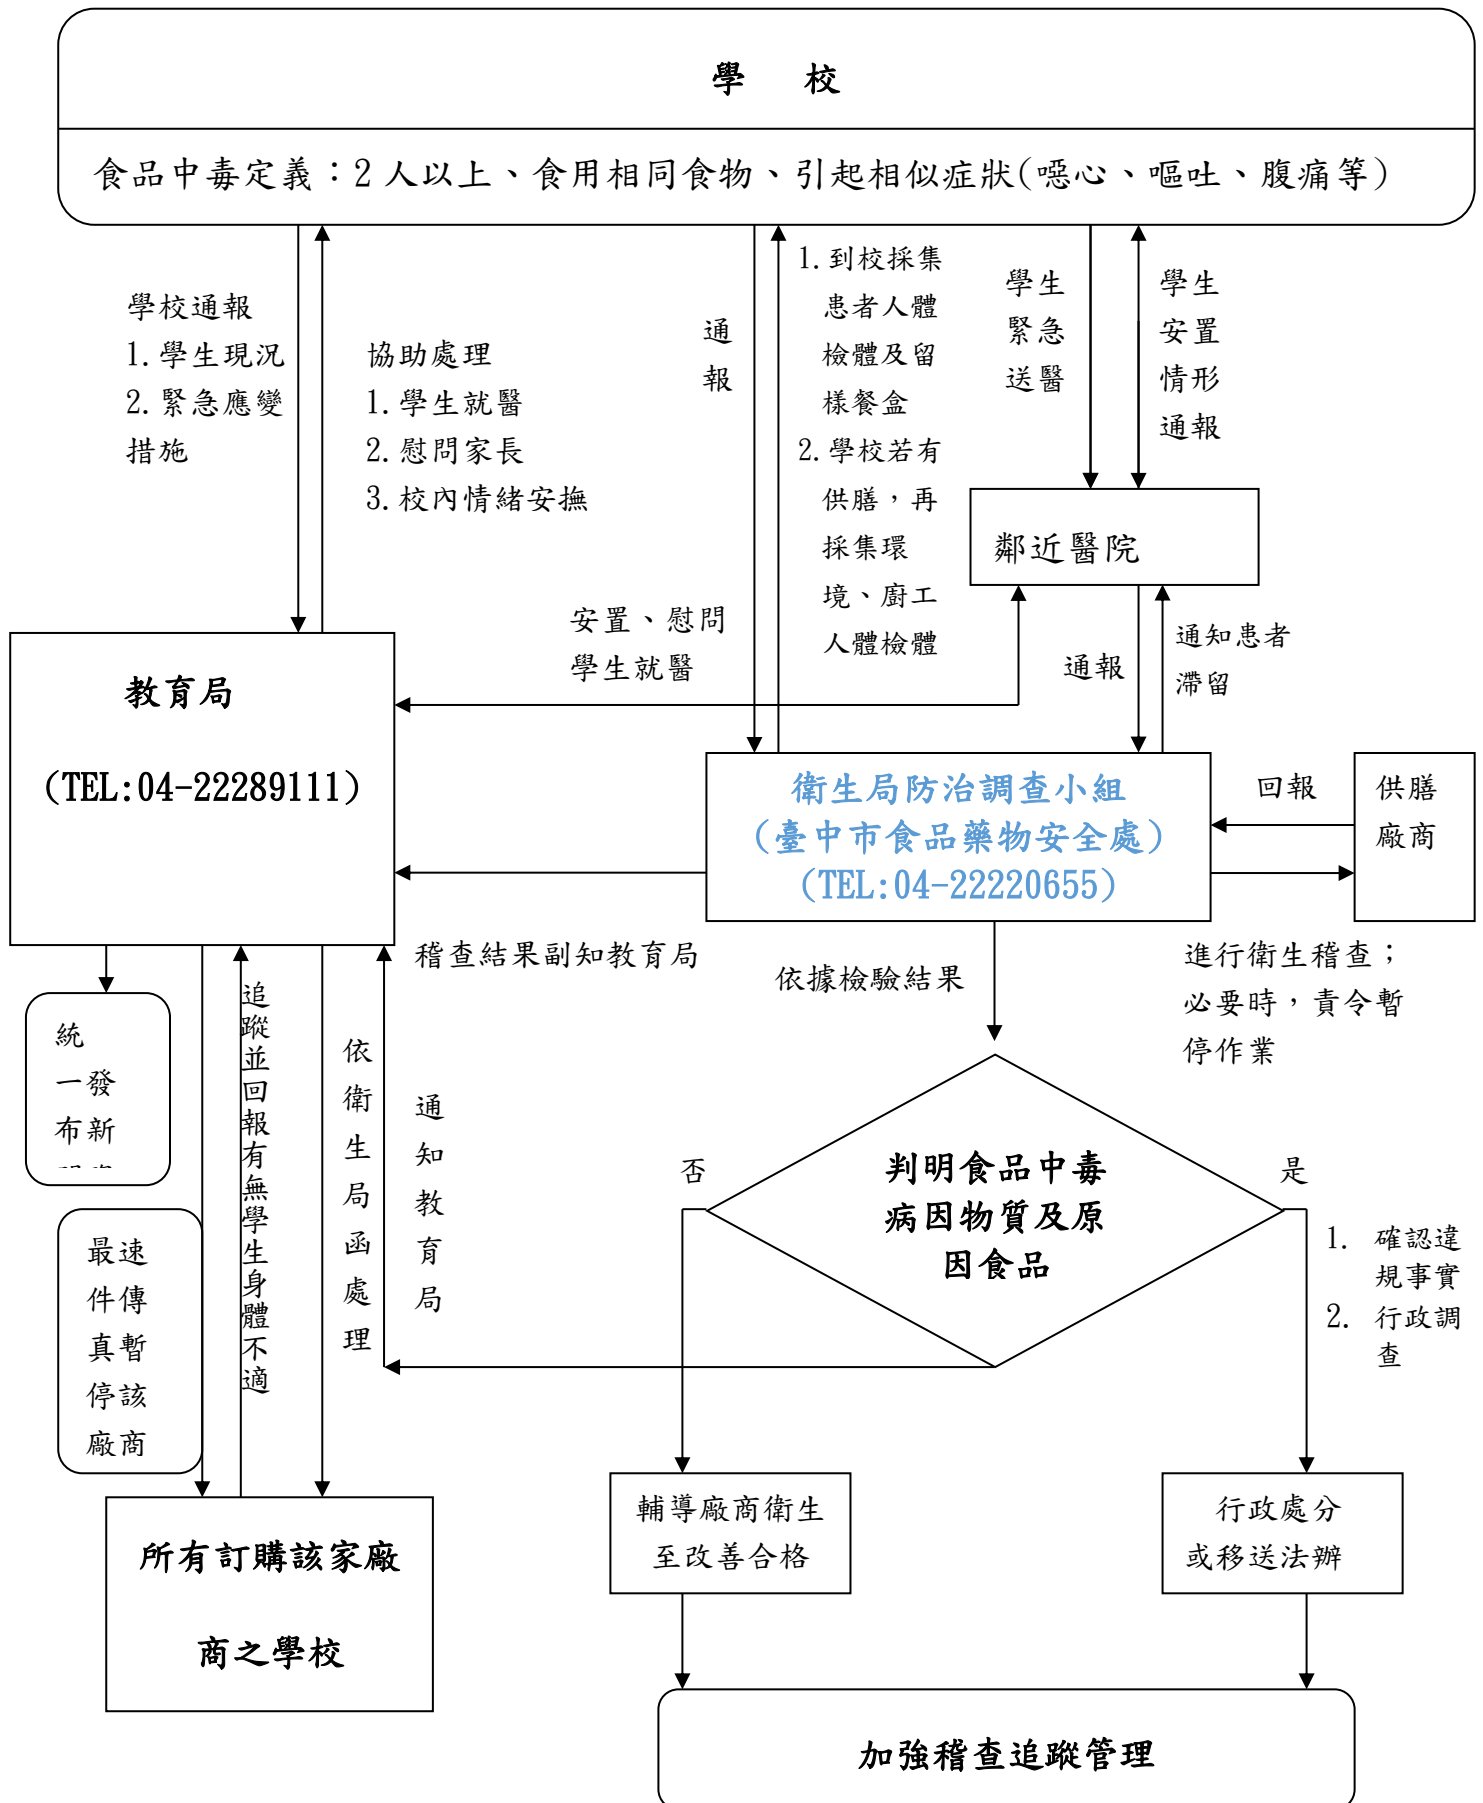 學 校
食品中毒定義：2 人以上、食用相同食物、引起相似症狀(噁心、嘔吐、腹痛等)
學校通報
1.學生現況
2.緊急應變
措施
協助處理
1.學生就醫
2.慰問家長
3.校內情緒安撫
通
報
1.到校採集
患者人體
檢體及留
樣餐盒
2.學校若有
供膳，再
採集環
境、廚工
人體檢體
學生
緊急
送醫
學生
安置
情形
通報
鄰近醫院
安置、慰問
學生就醫
通報
通知患者
滯留
教育局
(TEL:04-22289111)
衛生局防治調查小組
(臺中市食品藥物安全處)
(TEL:04-22220655)
回報
供膳
廠商
稽查結果副知教育局
依據檢驗結果
進行衛生稽查；
必要時，責令暫
停作業
統
一發
布新
追蹤並回報有無學生身體不適
依衛生局函處理
通知教育局
否
判明食品中毒
病因物質及原
因食品
是
1. 確認違
規事實
2. 行政調
查
最速
件傳
真暫
停該
廠商
輔導廠商衛生
至改善合格
行政處分
或移送法辦
所有訂購該家廠
商之學校
加強稽查追蹤管理